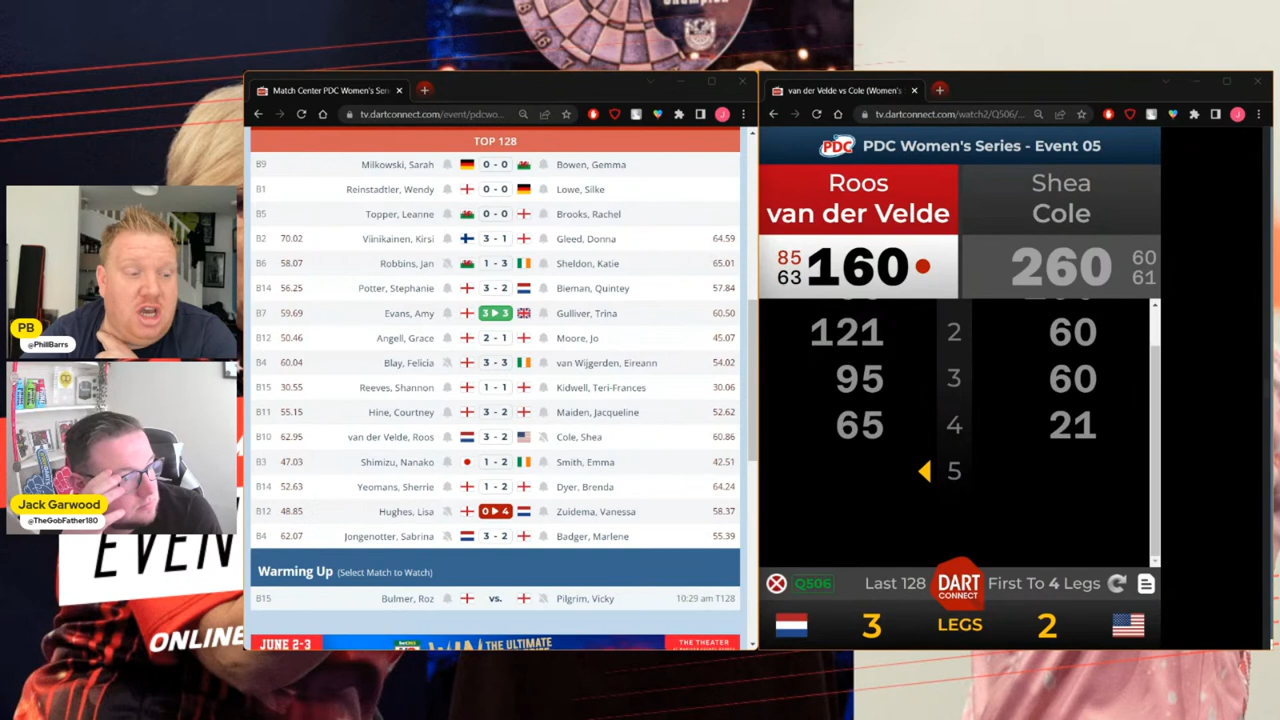 Champion
Match Center PDC Women's Seri
tv.dartconnect.com/event/pdcwo...
TOP 128
B9 Milkowski, Sarah 0 - 0 Bowen, Gemma
B1 Reinstadtler, Wendy 0 - 0 Lowe, Silke
B5 Topper, Leanne 0 - 0 Brooks, Rachel
B2 70.02 Viinikainen, Kirsi 3 - 1 Gleed, Donna 64.59
B6 58.07 Robbins, Jan 1 - 3 Sheldon, Katie 65.01
B14 56.25 Potter, Stephanie 3 - 2 Bieman, Quintey 57.84
B7 59.69 Evans, Amy 3 ▶ 3 Gulliver, Trina 60.50
B12 50.46 Angell, Grace 2 - 1 Moore, Jo 45.07
B4 60.04 Blay, Felicia 3 - 3 van Wijgerden, Eireann 54.02
B15 30.55 Reeves, Shannon 1 - 1 Kidwell, Teri-Frances 30.06
B11 55.15 Hine, Courtney 3 - 2 Maiden, Jacqueline 52.62
B10 62.95 van der Velde, Roos 3 - 2 Cole, Shea 60.86
B3 47.03 Shimizu, Nanako 1 - 2 Smith, Emma 42.51
B14 52.63 Yeomans, Sherrie 1 - 2 Dyer, Brenda 64.24
B12 48.85 Hughes, Lisa 0 ▶ 4 Zuidema, Vanessa 58.37
B4 62.07 Jongenotter, Sabrina 3 - 2 Badger, Marlene 55.39
Warming Up (Select Match to Watch)
B15 Bulmer, Roz vs. Pilgrim, Vicky 10:29 am T128
JUNE 2-3 WIN THE ULTIMATE THE THEATER
van der Velde vs Cole (Women's
tv.dartconnect.com/watch2/Q506/...
PDC PDC Women's Series - Event 05
Roos Shea
van der Velde Cole
85 160 260 60
63 61
121 2 60
95 3 60
65 4 21
5
Q506 Last 128 DART CONNECT First To 4 Legs
3 LEGS 2
PB
@PhillBarrs
Jack Garwood
@TheGobFather180
EVEN
ONLINE